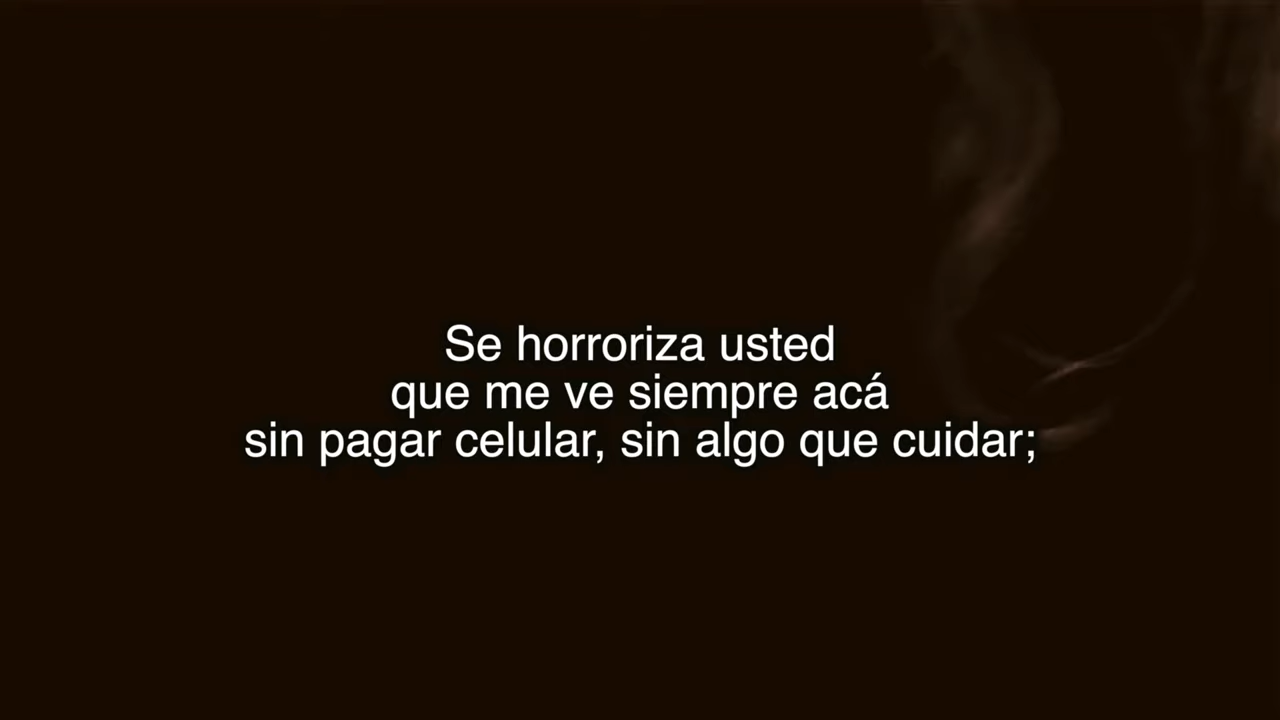 Se horroriza usted
que me ve siempre acá
sin pagar celular, sin algo que cuidar;